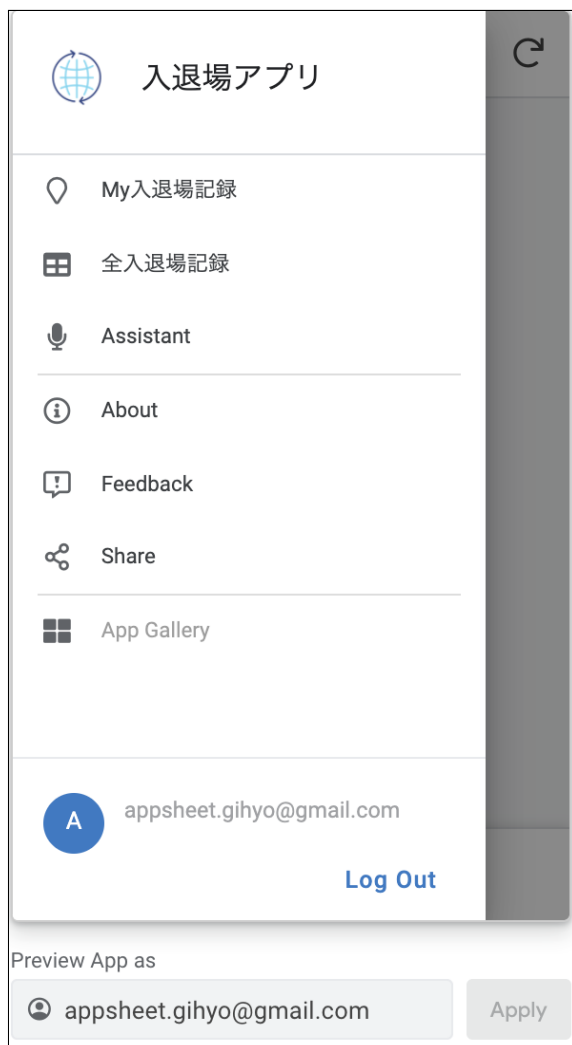 入退場アプリ
My入退場記録
全入退場記録
Assistant
About
Feedback
Share
App Gallery
A
appsheet.gihyo@gmail.com
Log Out
Preview App as
appsheet.gihyo@gmail.com
Apply